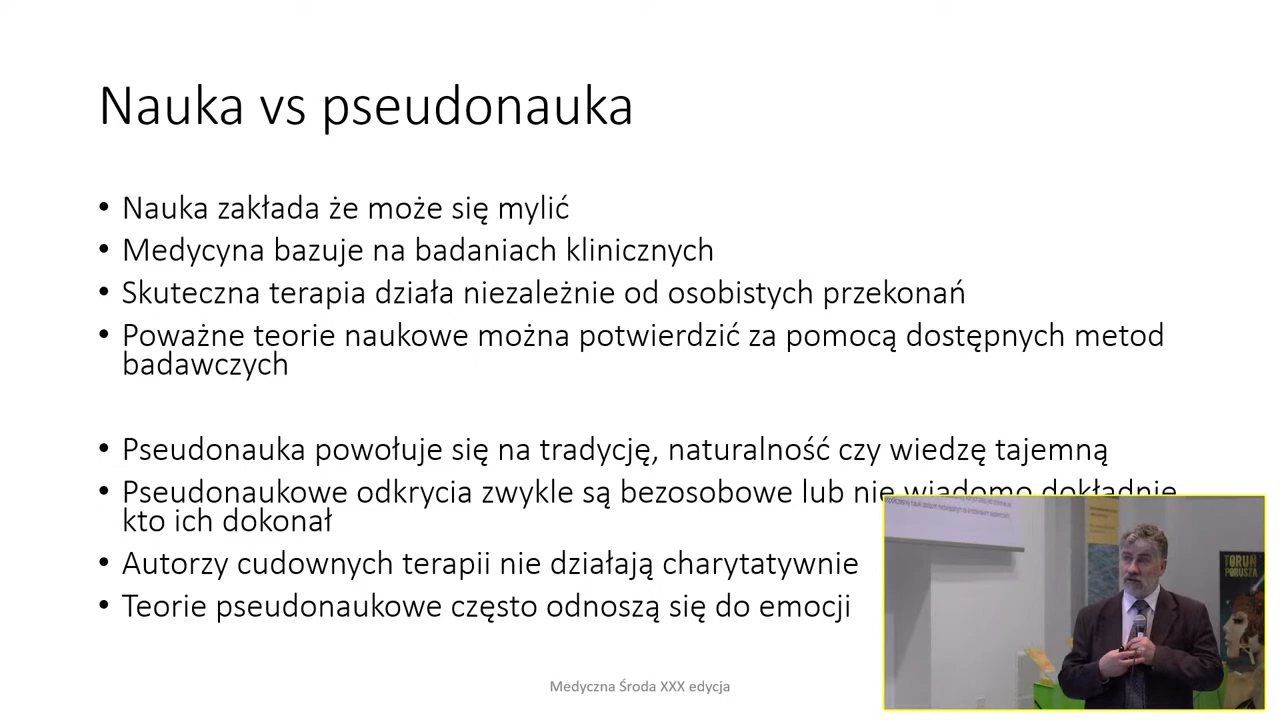 Nauka vs pseudonauka
• Nauka zakłada że może się mylić
• Medycyna bazuje na badaniach klinicznych
• Skuteczna terapia działa niezależnie od osobistych przekonań
• Poważne teorie naukowe można potwierdzić za pomocą dostępnych metod
badawczych
• Pseudonauka powołuje się na tradycję, naturalność czy wiedzę tajemną
• Pseudonaukowe odkrycia zwykle są bezosobowe lub nie wiadomo dokładnie
kto ich dokonał
• Autorzy cudownych terapii nie działają charytatywnie
• Teorie pseudonaukowe często odnoszą się do emocji
TORUŃ
PORUSZA
Medyczna Środa XXX edycja